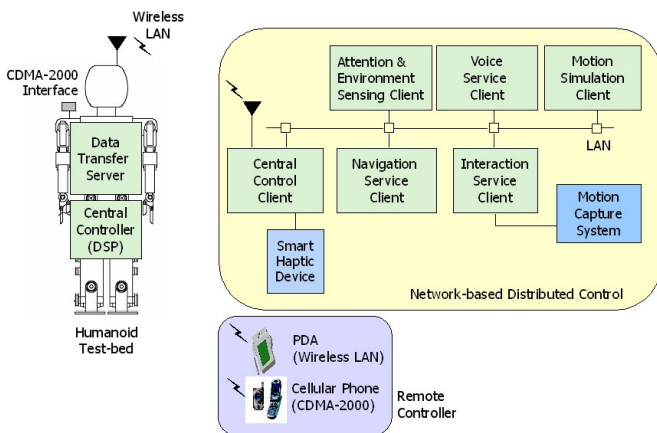 Wireless
LAN
CDMA-2000
Interface
Data
Transfer
Server
Central
Controller
(DSP)
Humanoid
Test-bed
Attention &
Environment
Sensing Client
Voice
Service
Client
Motion
Simulation
Client
LAN
Central
Control
Client
Navigation
Service
Client
Interaction
Service
Client
Smart
Haptic
Device
Motion
Capture
System
Network-based Distributed Control
PDA
(Wireless LAN)
Cellular Phone
(CDMA-2000)
Remote
Controller